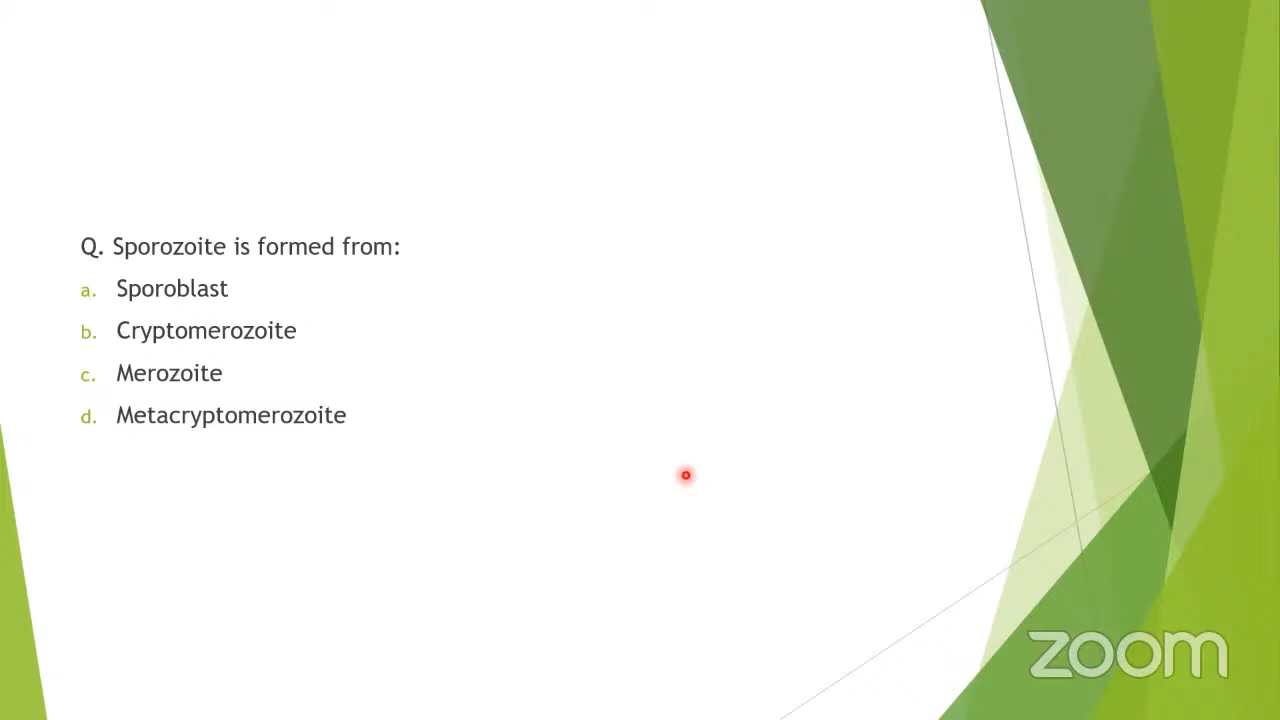 Q. Sporozoite is formed from:
a. Sporoblast
b. Cryptomerozoite
c. Merozoite
d. Metacryptomerozoite
zoom